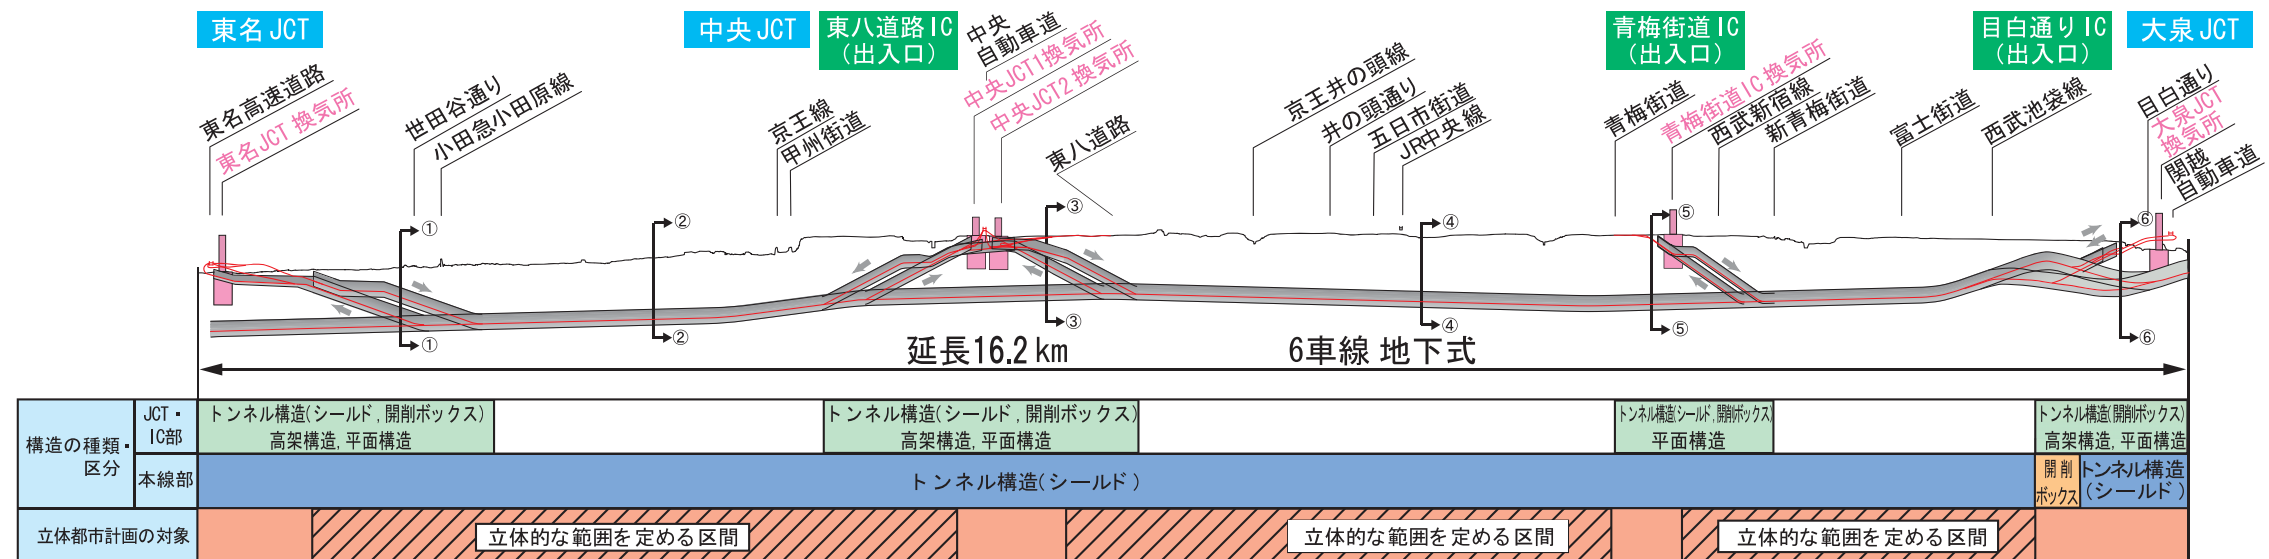 東名JCT
中央JCT
東八道路IC
(出入口)
青梅街道IC
(出入口)
目白通りIC
(出入口)
大泉JCT
東名高速道路
東名JCT 換気所
世田谷通り
小田急小田原線
京王線
甲州街道
中央
自動車道
中央JCT1換気所
中央JCT2換気所
東八道路
京王井の頭線
井の頭通り
五日市街道
JR中央線
青梅街道
青梅街道IC換気所
西武新宿線
新青梅街道
富士街道
西武池袋線
目白通り
大泉JCT
換気所
関越
自動車道
①
②
③
④
⑤
⑥
①
②
③
④
⑤
⑥
延長16.2km
6車線 地下式
構造の種類・
区分
JCT・
IC部
トンネル構造(シールド,開削ボックス)
高架構造,平面構造
トンネル構造(シールド,開削ボックス)
高架構造,平面構造
トンネル構造(シールド,開削ボックス)
平面構造
トンネル構造(開削ボックス)
高架構造,平面構造
本線部
トンネル構造(シールド)
開削
ボックス
トンネル構造
(シールド)
立体都市計画の対象
立体的な範囲を定める区間
立体的な範囲を定める区間
立体的な範囲を定める区間